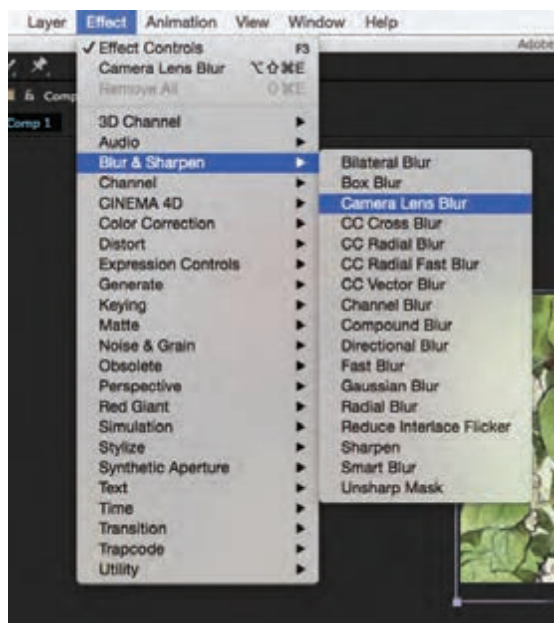 Layer Effect Animation View Window Help
Adobe
✓ Effect Controls F3
Camera Lens Blur ⌥⇧⌘E
Remove All ⇧⌘E
Comp
Comp 1
3D Channel
Audio
Blur & Sharpen
Channel
CINEMA 4D
Color Correction
Distort
Expression Controls
Generate
Keying
Matte
Noise & Grain
Obsolete
Perspective
Red Giant
Simulation
Stylize
Synthetic Aperture
Text
Time
Transition
Trapcode
Utility
Bilateral Blur
Box Blur
Camera Lens Blur
CC Cross Blur
CC Radial Blur
CC Radial Fast Blur
CC Vector Blur
Channel Blur
Compound Blur
Directional Blur
Fast Blur
Gaussian Blur
Radial Blur
Reduce Interlace Flicker
Sharpen
Smart Blur
Unsharp Mask